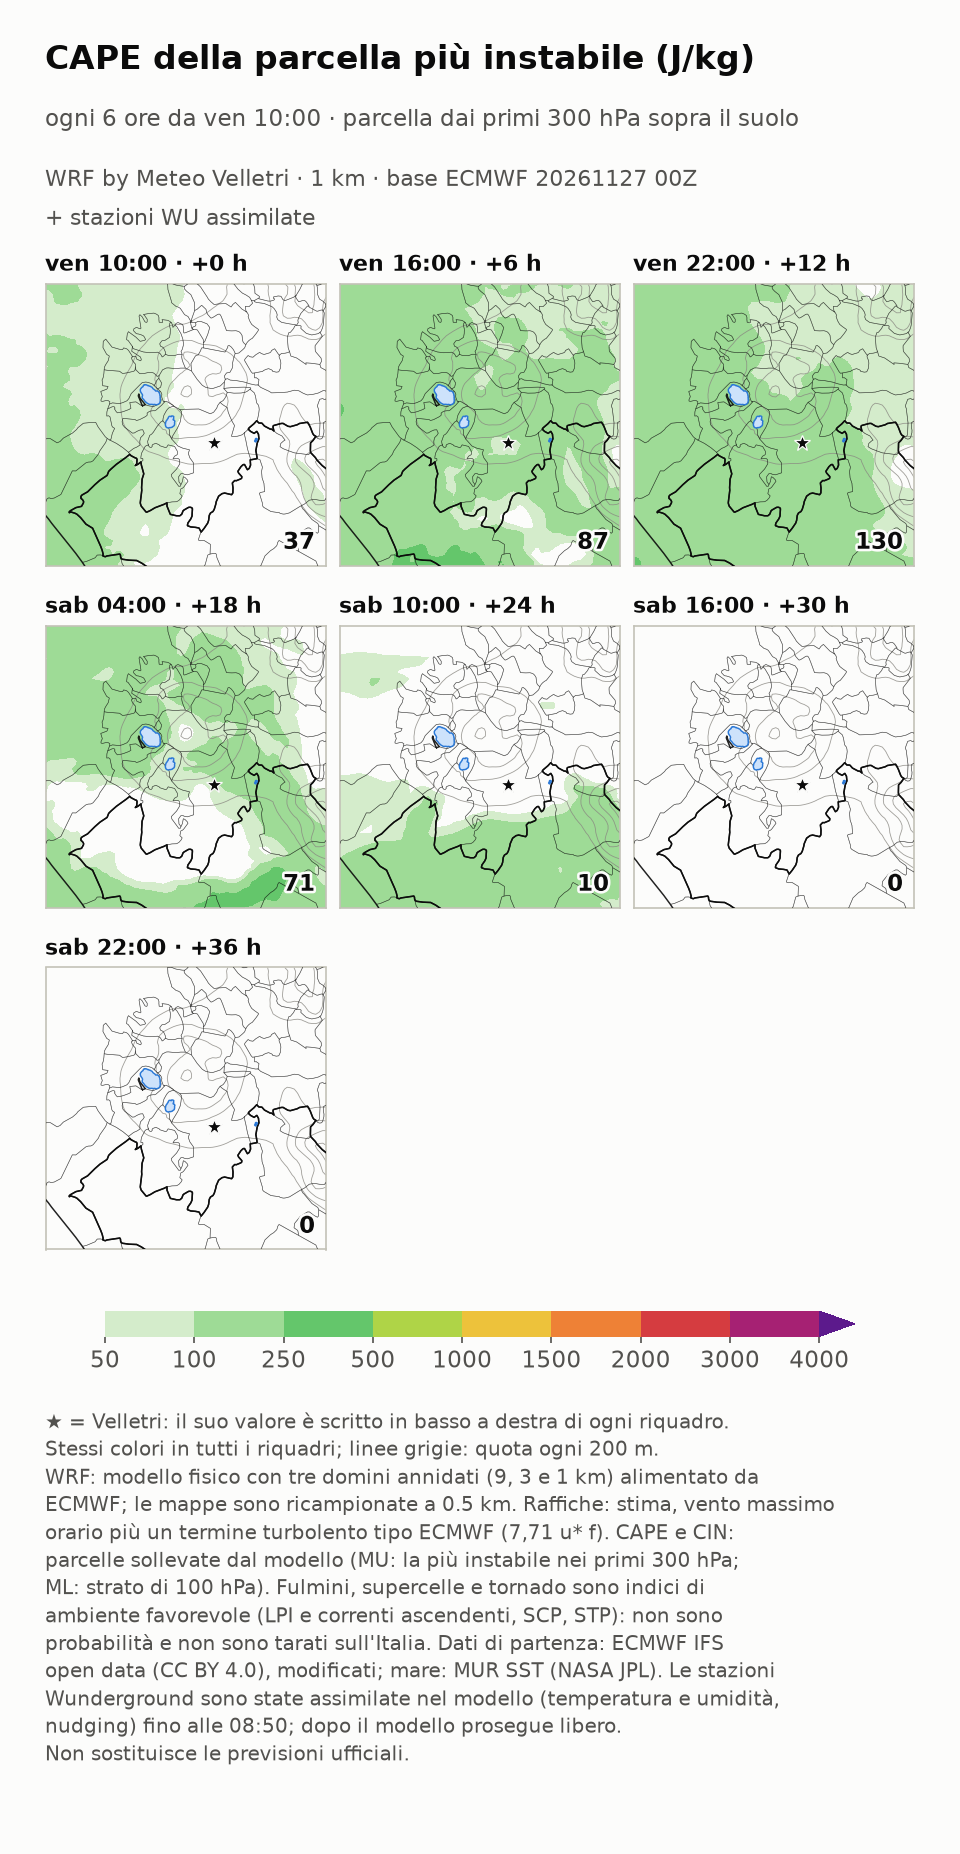 CAPE della parcella più instabile (J/kg)
ogni 6 ore da ven 10:00 · parcella dai primi 300 hPa sopra il suolo
WRF by Meteo Velletri · 1 km · base ECMWF 20261127 00Z
+ stazioni WU assimilate
ven 10:00 · +0 h
ven 16:00 · +6 h
ven 22:00 · +12 h
37
87
130
sab 04:00 · +18 h
sab 10:00 · +24 h
sab 16:00 · +30 h
71
10
0
sab 22:00 · +36 h
0
50 100 250 500 1000 1500 2000 3000 4000
★ = Velletri: il suo valore è scritto in basso a destra di ogni riquadro.
Stessi colori in tutti i riquadri; linee grigie: quota ogni 200 m.
WRF: modello fisico con tre domini annidati (9, 3 e 1 km) alimentato da
ECMWF; le mappe sono ricampionate a 0.5 km. Raffiche: stima, vento massimo
orario più un termine turbolento tipo ECMWF (7,71 u* f). CAPE e CIN:
parcelle sollevate dal modello (MU: la più instabile nei primi 300 hPa;
ML: strato di 100 hPa). Fulmini, supercelle e tornado sono indici di
ambiente favorevole (LPI e correnti ascendenti, SCP, STP): non sono
probabilità e non sono tarati sull'Italia. Dati di partenza: ECMWF IFS
open data (CC BY 4.0), modificati; mare: MUR SST (NASA JPL). Le stazioni
Wunderground sono state assimilate nel modello (temperatura e umidità,
nudging) fino alle 08:50; dopo il modello prosegue libero.
Non sostituisce le previsioni ufficiali.